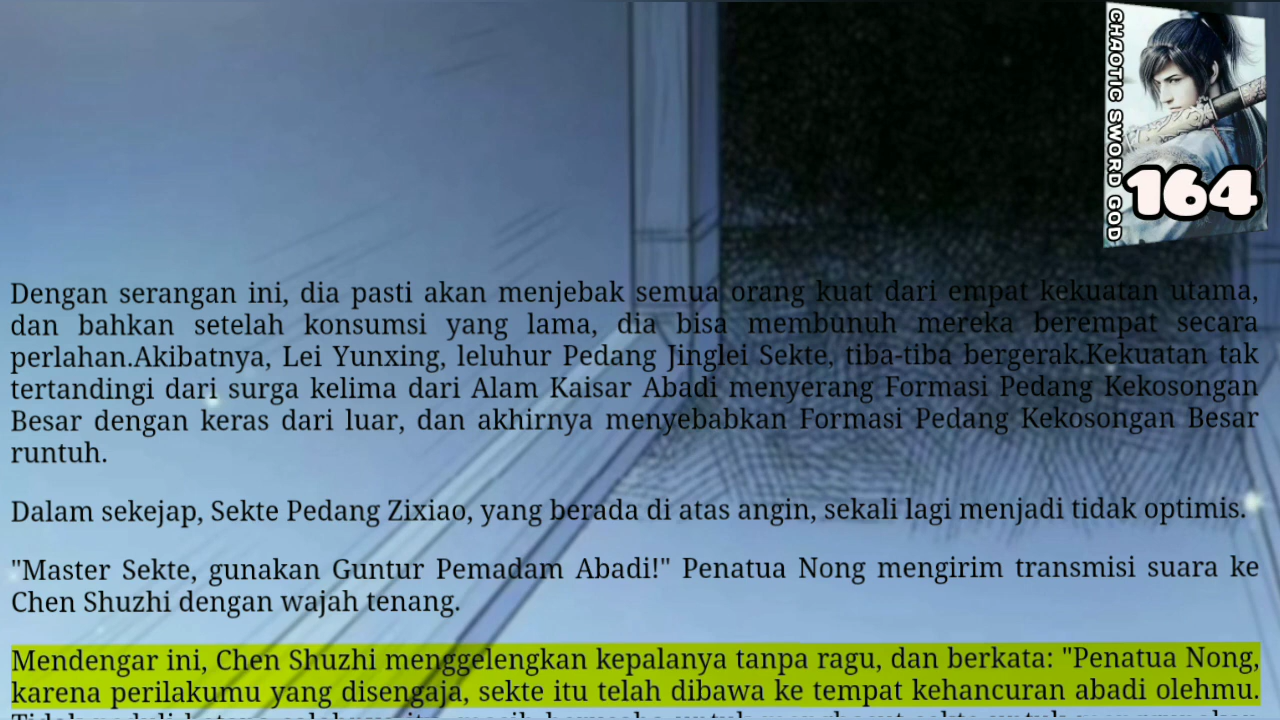 CHAOTIC SWORD GOD
164
Dengan serangan ini, dia pasti akan menjebak semua orang kuat dari empat kekuatan utama,
dan bahkan setelah konsumsi yang lama, dia bisa membunuh mereka berempat secara
perlahan.Akibatnya, Lei Yunxing, leluhur Pedang Jinglei Sekte, tiba-tiba bergerak.Kekuatan tak
tertandingi dari surga kelima dari Alam Kaisar Abadi menyerang Formasi Pedang Kekosongan
Besar dengan keras dari luar, dan akhirnya menyebabkan Formasi Pedang Kekosongan Besar
runtuh.
Dalam sekejap, Sekte Pedang Zixiao, yang berada di atas angin, sekali lagi menjadi tidak optimis.
"Master Sekte, gunakan Guntur Pemadam Abadi!" Penatua Nong mengirim transmisi suara ke
Chen Shuzhi dengan wajah tenang.
Mendengar ini, Chen Shuzhi menggelengkan kepalanya tanpa ragu, dan berkata: "Penatua Nong,
karena perilakumu yang disengaja, sekte itu telah dibawa ke tempat kehancuran abadi olehmu.